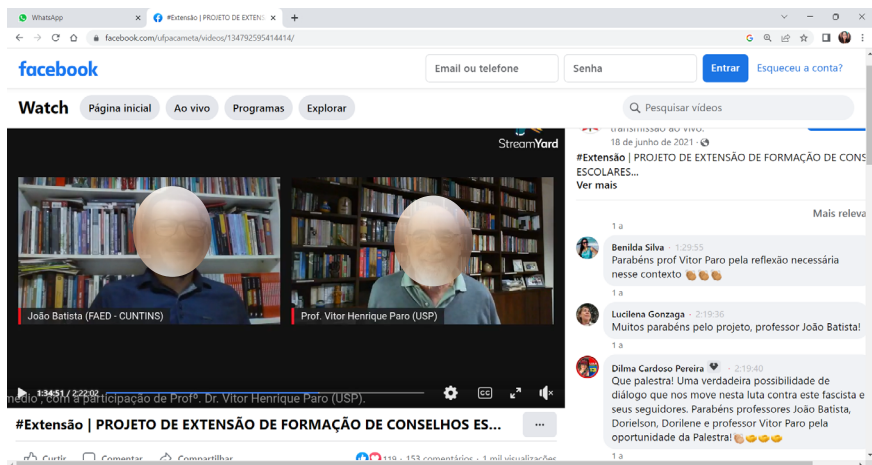 WhatsApp
#Extensão | PROJETO DE EXTENS
facebook.com/ufpacameta/videos/134792595414414/
facebook
Email ou telefone
Senha
Entrar
Esqueceu a conta?
Watch
Página inicial
Ao vivo
Programas
Explorar
Pesquisar vídeos
StreamYard
João Batista (FAED - CUNTINS)
Prof. Vitor Henrique Paro (USP)
1:34:51 / 2:22:02
CC
médio , com a participação de Profº. Dr. Vitor Henrique Paro (USP).
#Extensão | PROJETO DE EXTENSÃO DE FORMAÇÃO DE CONSELHOS ES...
...
Curtir
Comentar
Compartilhar
119 · 153 comentários · 1 mil visualizações
transmissão ao vivo.
18 de junho de 2021 ·
#Extensão | PROJETO DE EXTENSÃO DE FORMAÇÃO DE CONS
ESCOLARES...
Ver mais
Mais releva
1 a
Benilda Silva · 1:29:55
Parabéns prof Vitor Paro pela reflexão necessária
nesse contexto 👏🏽👏🏽👏🏽
1 a
Lucilena Gonzaga · 2:19:36
Muitos parabéns pelo projeto, professor João Batista!
1 a
Dilma Cardoso Pereira · 2:19:40
Que palestra! Uma verdadeira possibilidade de
diálogo que nos move nesta luta contra este fascista e
seus seguidores. Parabéns professores João Batista,
Dorielson, Dorilene e professor Vitor Paro pela
oportunidade da Palestra!
1 a